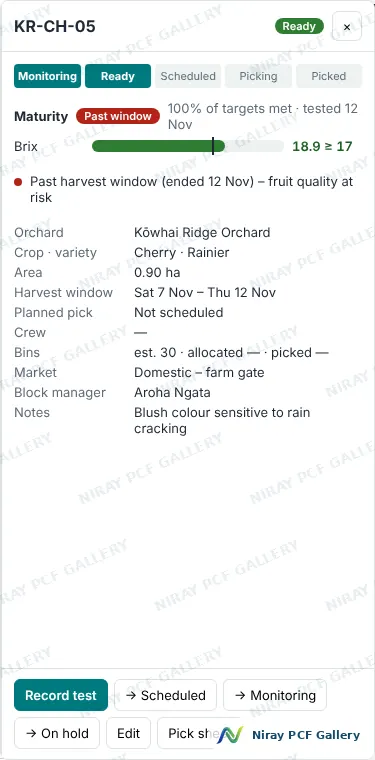 KR-CH-05
Ready
×
Monitoring
Ready
Scheduled
Picking
Picked
Maturity
Past window
100% of targets met · tested 12
Nov
Brix
18.9 ≥ 17
Past harvest window (ended 12 Nov) – fruit quality at
risk
Orchard Kōwhai Ridge Orchard
Crop · variety Cherry · Rainier
Area 0.90 ha
Harvest window Sat 7 Nov – Thu 12 Nov
Planned pick Not scheduled
Crew —
Bins est. 30 · allocated — · picked —
Market Domestic – farm gate
Block manager Aroha Ngata
Notes Blush colour sensitive to rain
cracking
Record test
→ Scheduled
→ Monitoring
→ On hold
Edit
Pick
Niray PCF Gallery
NIRAY PCF GALLERY